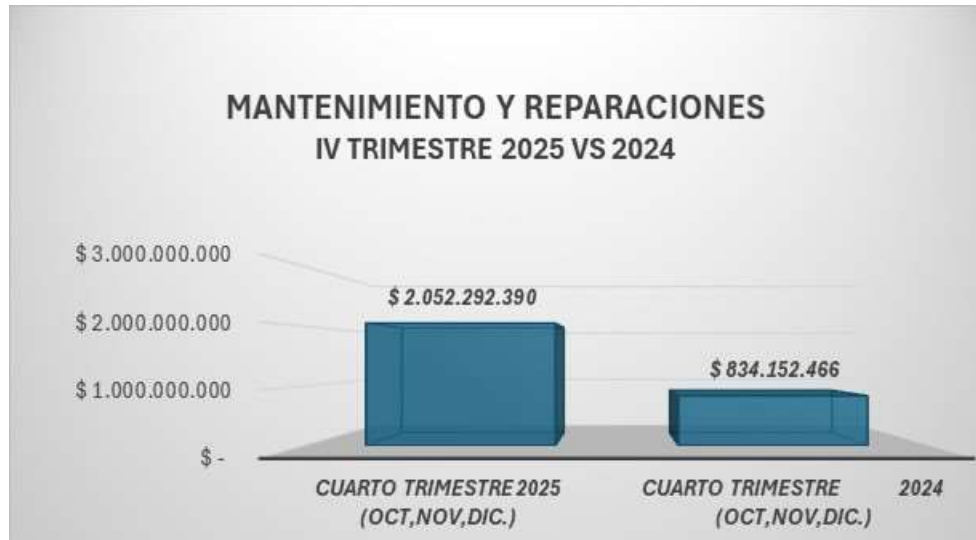 MANTENIMIENTO Y REPARACIONES
IV TRIMESTRE 2025 VS 2024
$ 3.000.000.000
$ 2.052.292.390
$ 2.000.000.000
$ 834.152.466
$ 1.000.000.000
$ -
CUARTO TRIMESTRE 2025
(OCT,NOV,DIC.)
CUARTO TRIMESTRE 2024
(OCT,NOV,DIC.)